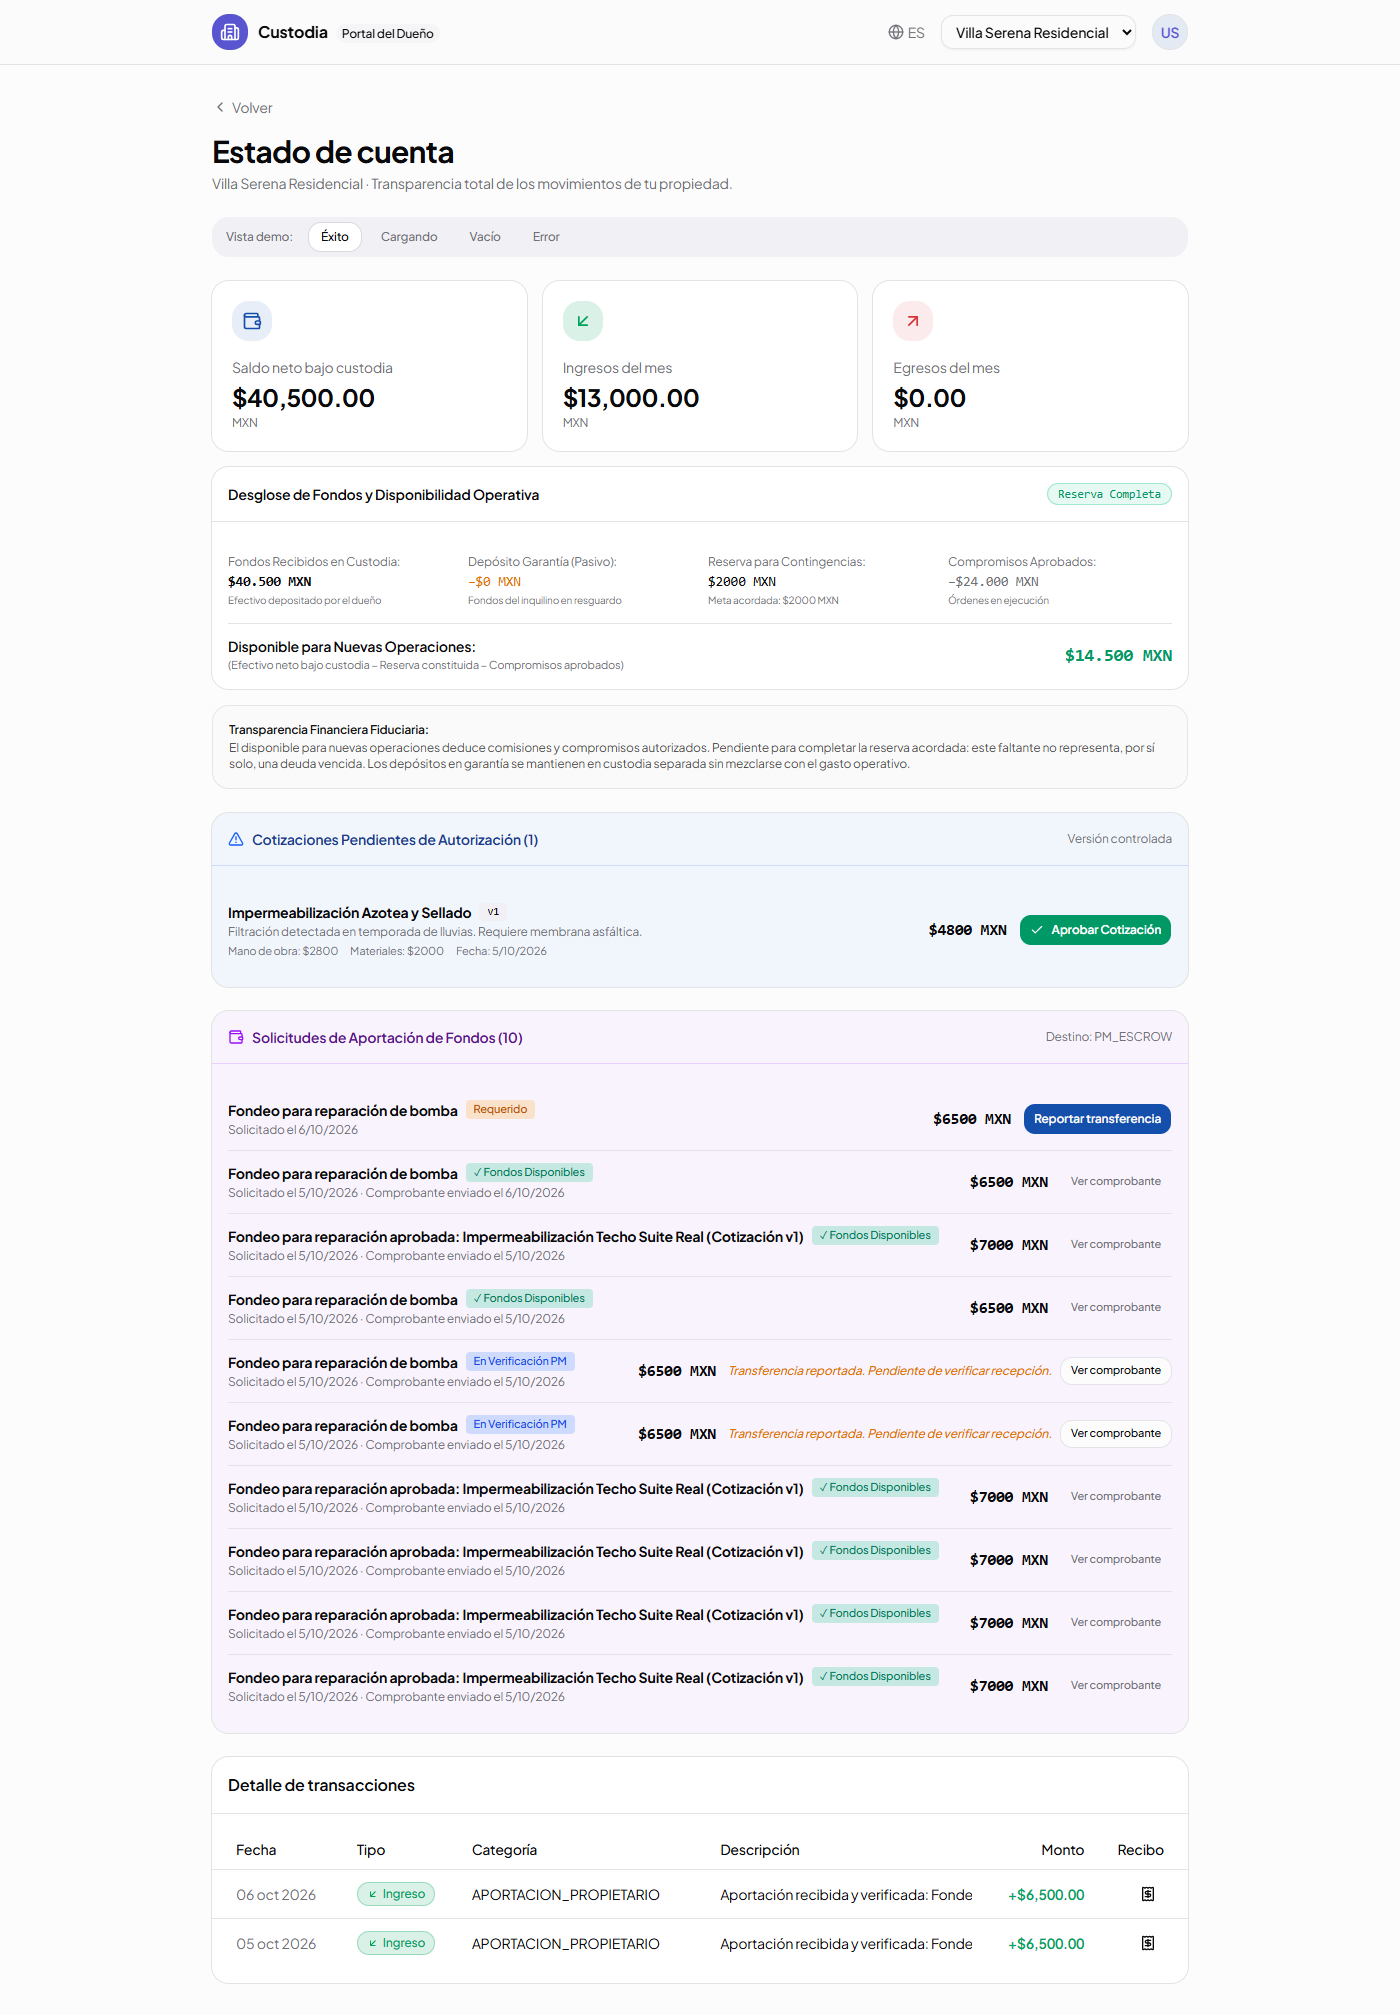 Custodia Portal del Dueño
ES
Villa Serena Residencial
US
Volver
Estado de cuenta
Villa Serena Residencial · Transparencia total de los movimientos de tu propiedad.
Vista demo: Éxito Cargando Vacío Error
Saldo neto bajo custodia
$40,500.00
MXN
Ingresos del mes
$13,000.00
MXN
Egresos del mes
$0.00
MXN
Desglose de Fondos y Disponibilidad Operativa
Reserva Completa
Fondos Recibidos en Custodia:
$40.500 MXN
Efectivo depositado por el dueño
Depósito Garantía (Pasivo):
-$0 MXN
Fondos del inquilino en resguardo
Reserva para Contingencias:
$2000 MXN
Meta acordada: $2000 MXN
Compromisos Aprobados:
-$24.000 MXN
Órdenes en ejecución
Disponible para Nuevas Operaciones:
(Efectivo neto bajo custodia – Reserva constituida – Compromisos aprobados)
$14.500 MXN
Transparencia Financiera Fiduciaria:
El disponible para nuevas operaciones deduce comisiones y compromisos autorizados. Pendiente para completar la reserva acordada: este faltante no representa, por sí
solo, una deuda vencida. Los depósitos en garantía se mantienen en custodia separada sin mezclarse con el gasto operativo.
Cotizaciones Pendientes de Autorización (1)
Versión controlada
Impermeabilización Azotea y Sellado v1
Filtración detectada en temporada de lluvias. Requiere membrana asfáltica.
Mano de obra: $2800 Materiales: $2000 Fecha: 5/10/2026
$4800 MXN
Aprobar Cotización
Solicitudes de Aportación de Fondos (10)
Destino: PM_ESCROW
Fondeo para reparación de bomba Requerido
Solicitado el 6/10/2026
$6500 MXN
Reportar transferencia
Fondeo para reparación de bomba ✓ Fondos Disponibles
Solicitado el 5/10/2026 · Comprobante enviado el 6/10/2026
$6500 MXN
Ver comprobante
Fondeo para reparación aprobada: Impermeabilización Techo Suite Real (Cotización v1) ✓ Fondos Disponibles
Solicitado el 5/10/2026 · Comprobante enviado el 5/10/2026
$7000 MXN
Ver comprobante
Fondeo para reparación de bomba ✓ Fondos Disponibles
Solicitado el 5/10/2026 · Comprobante enviado el 5/10/2026
$6500 MXN
Ver comprobante
Fondeo para reparación de bomba En Verificación PM
Solicitado el 5/10/2026 · Comprobante enviado el 5/10/2026
$6500 MXN
Transferencia reportada. Pendiente de verificar recepción.
Ver comprobante
Fondeo para reparación de bomba En Verificación PM
Solicitado el 5/10/2026 · Comprobante enviado el 5/10/2026
$6500 MXN
Transferencia reportada. Pendiente de verificar recepción.
Ver comprobante
Fondeo para reparación aprobada: Impermeabilización Techo Suite Real (Cotización v1) ✓ Fondos Disponibles
Solicitado el 5/10/2026 · Comprobante enviado el 5/10/2026
$7000 MXN
Ver comprobante
Fondeo para reparación aprobada: Impermeabilización Techo Suite Real (Cotización v1) ✓ Fondos Disponibles
Solicitado el 5/10/2026 · Comprobante enviado el 5/10/2026
$7000 MXN
Ver comprobante
Fondeo para reparación aprobada: Impermeabilización Techo Suite Real (Cotización v1) ✓ Fondos Disponibles
Solicitado el 5/10/2026 · Comprobante enviado el 5/10/2026
$7000 MXN
Ver comprobante
Fondeo para reparación aprobada: Impermeabilización Techo Suite Real (Cotización v1) ✓ Fondos Disponibles
Solicitado el 5/10/2026 · Comprobante enviado el 5/10/2026
$7000 MXN
Ver comprobante
Detalle de transacciones
Fecha Tipo Categoría Descripción Monto Recibo
06 oct 2026 Ingreso APORTACION_PROPIETARIO Aportación recibida y verificada: Fonde +$6,500.00
05 oct 2026 Ingreso APORTACION_PROPIETARIO Aportación recibida y verificada: Fonde +$6,500.00